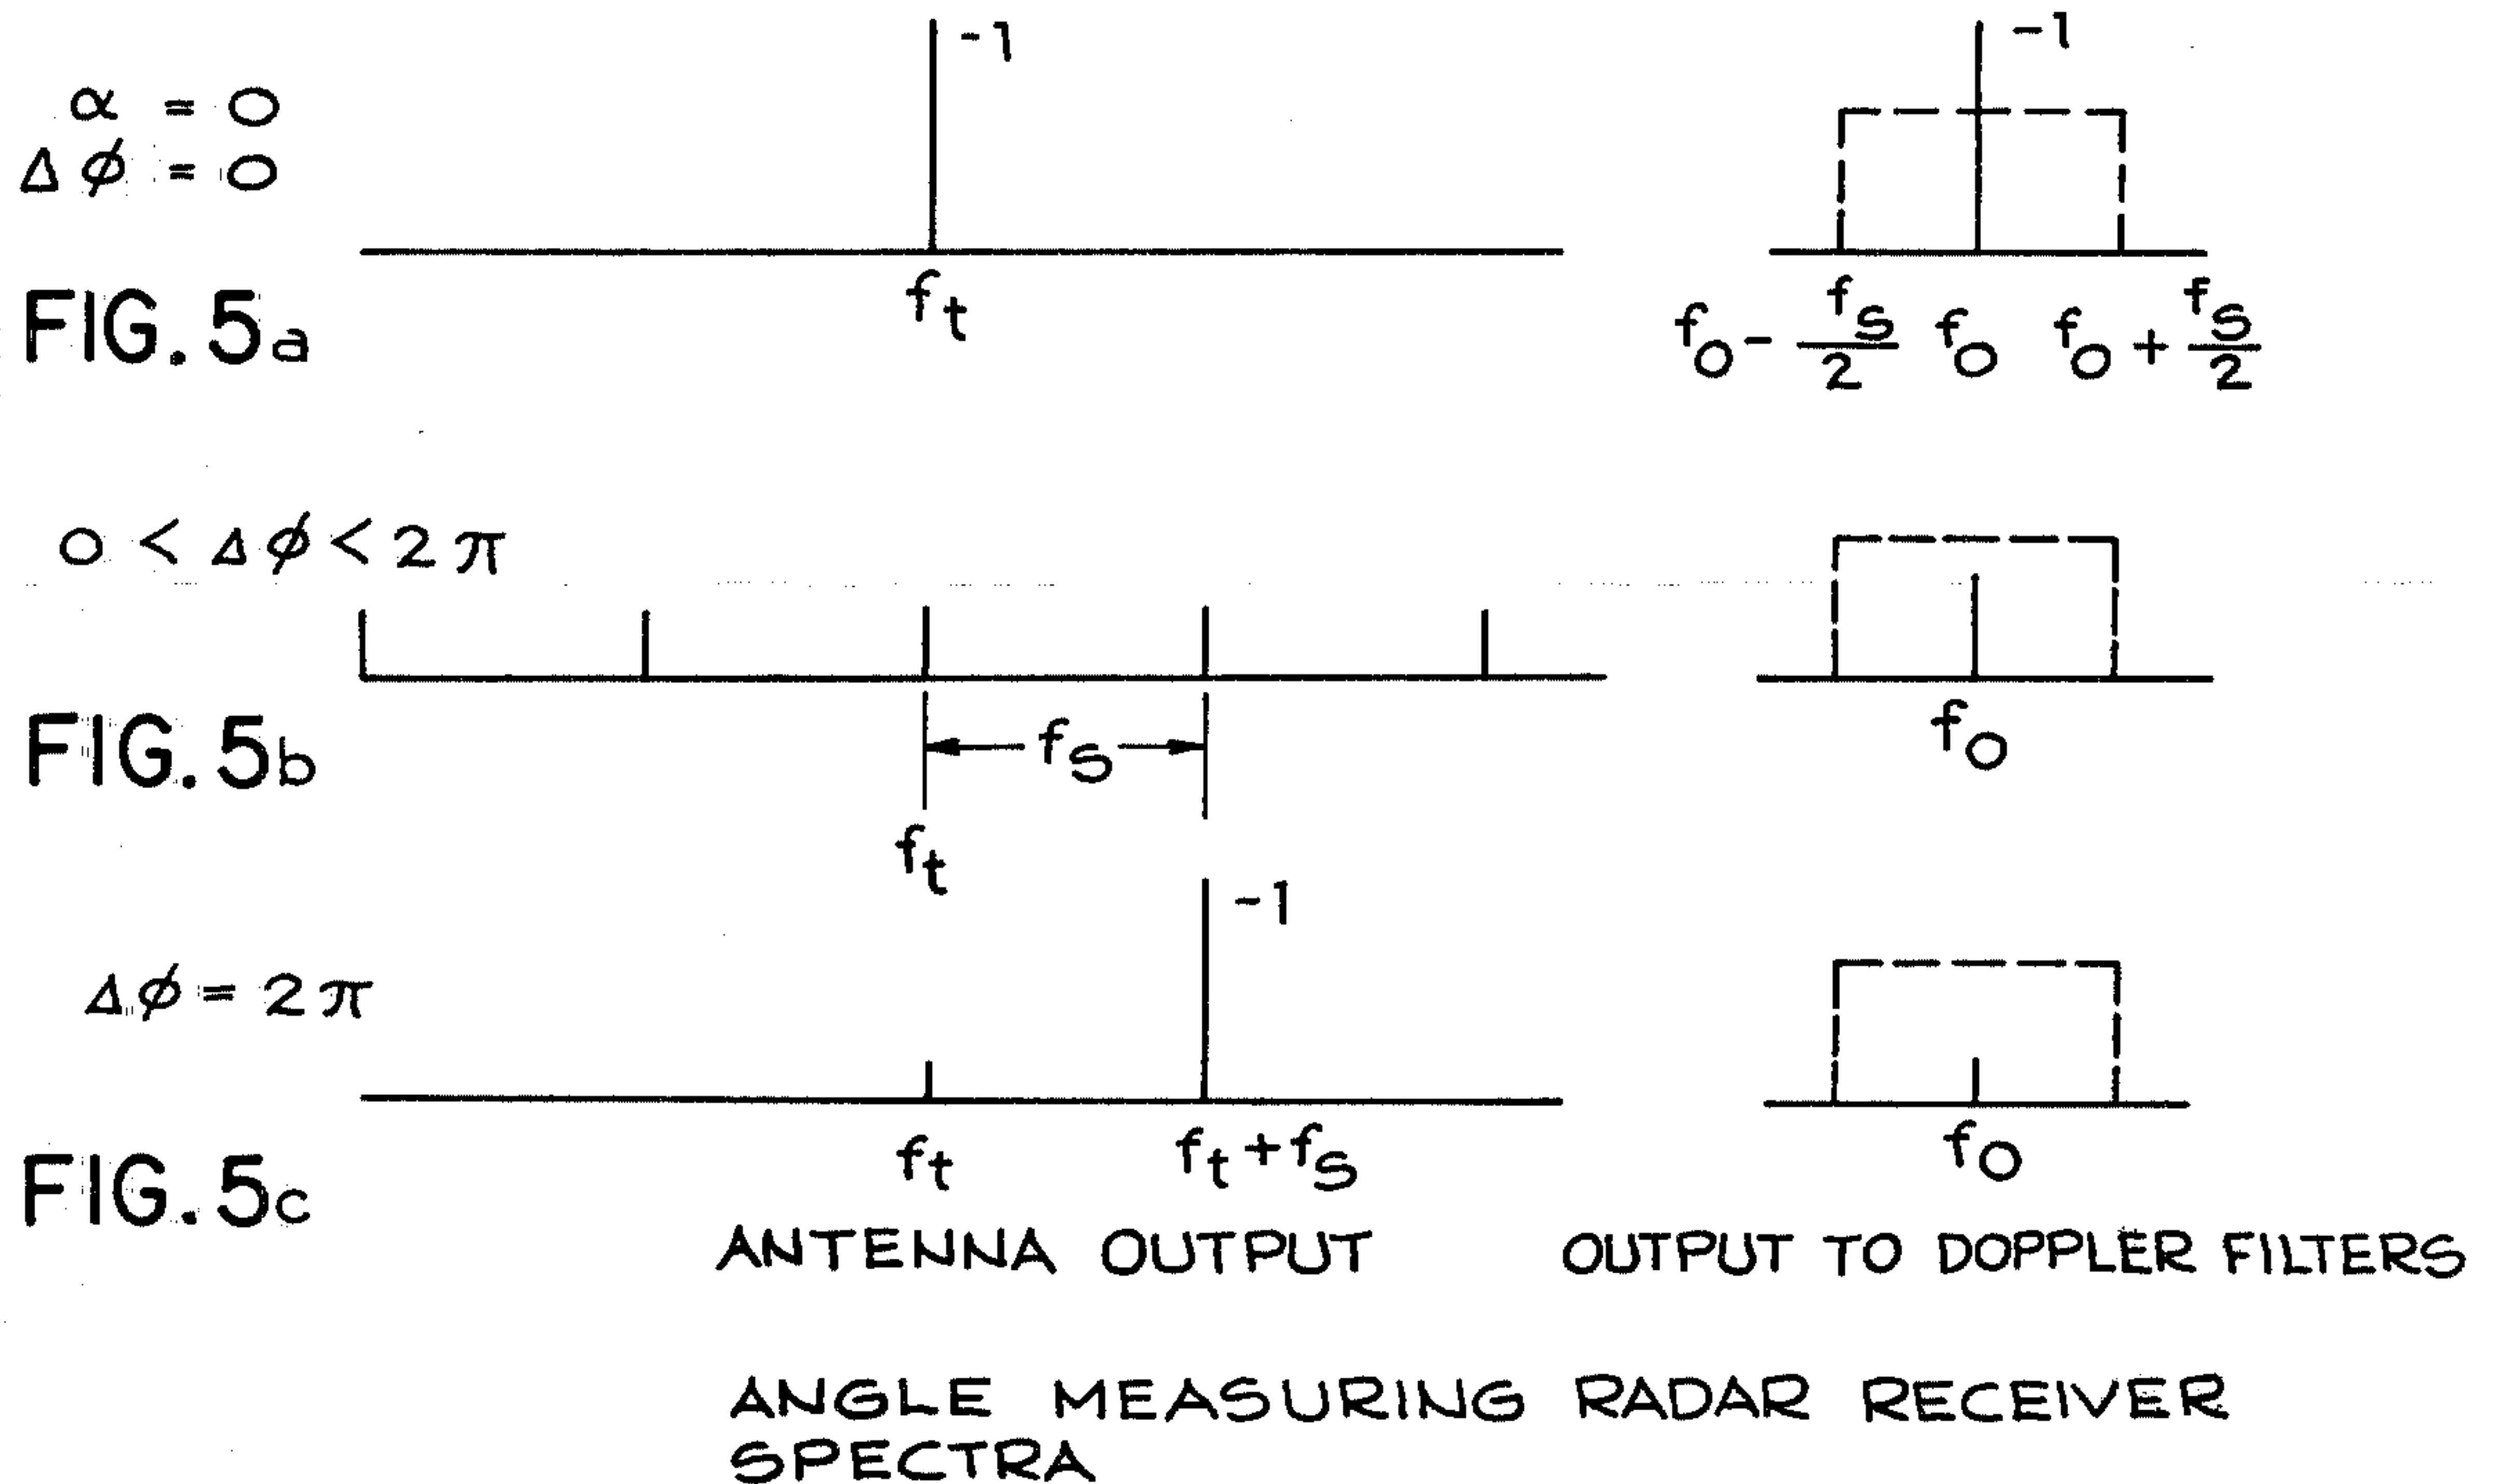 α = 0
Δφ = 0
-1
-1
FIG. 5a
f_t
f_o - f_s/2 f_o f_o + f_s/2
0 < Δφ < 2π
FIG. 5b
f_s
f_t
f_o
Δφ = 2π
-1
FIG. 5c
f_t
f_t + f_s
f_o
ANTENNA OUTPUT
OUTPUT TO DOPPLER FILTERS
ANGLE MEASURING RADAR RECEIVER
SPECTRA